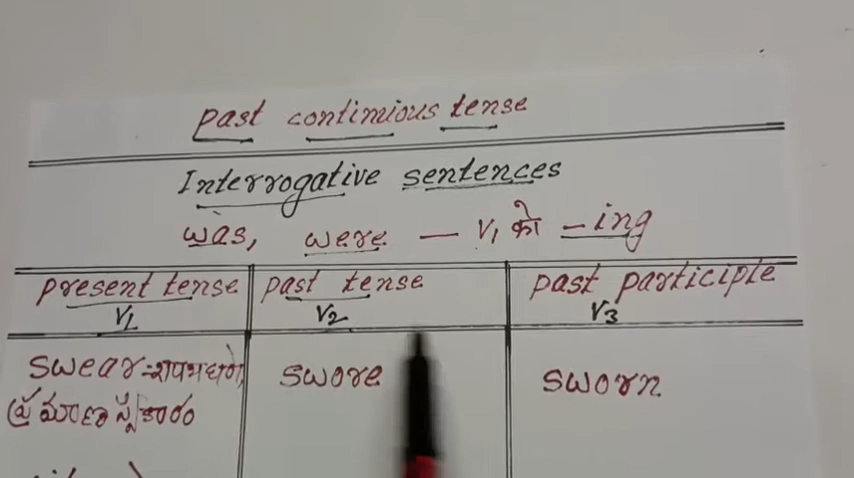 Past continious tense
Interrogative sentences
was, were — V₁ को - ing
Present tense past tense past participle
V₁ V₂ V₃
swear = swore sworn